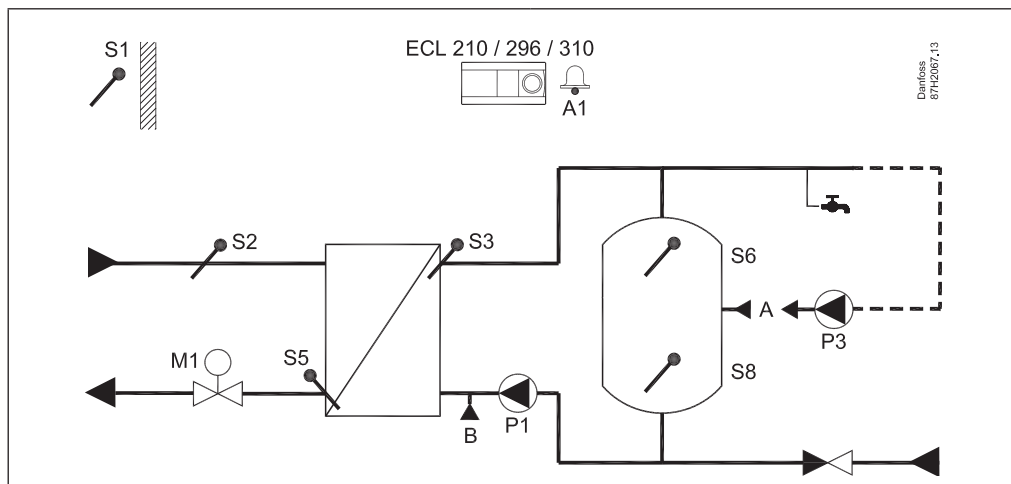 S1
ECL 210 / 296 / 310
A1
Danfoss
87H2067.13
S2
S3
S6
A
P3
M1
S5
S8
B
P1